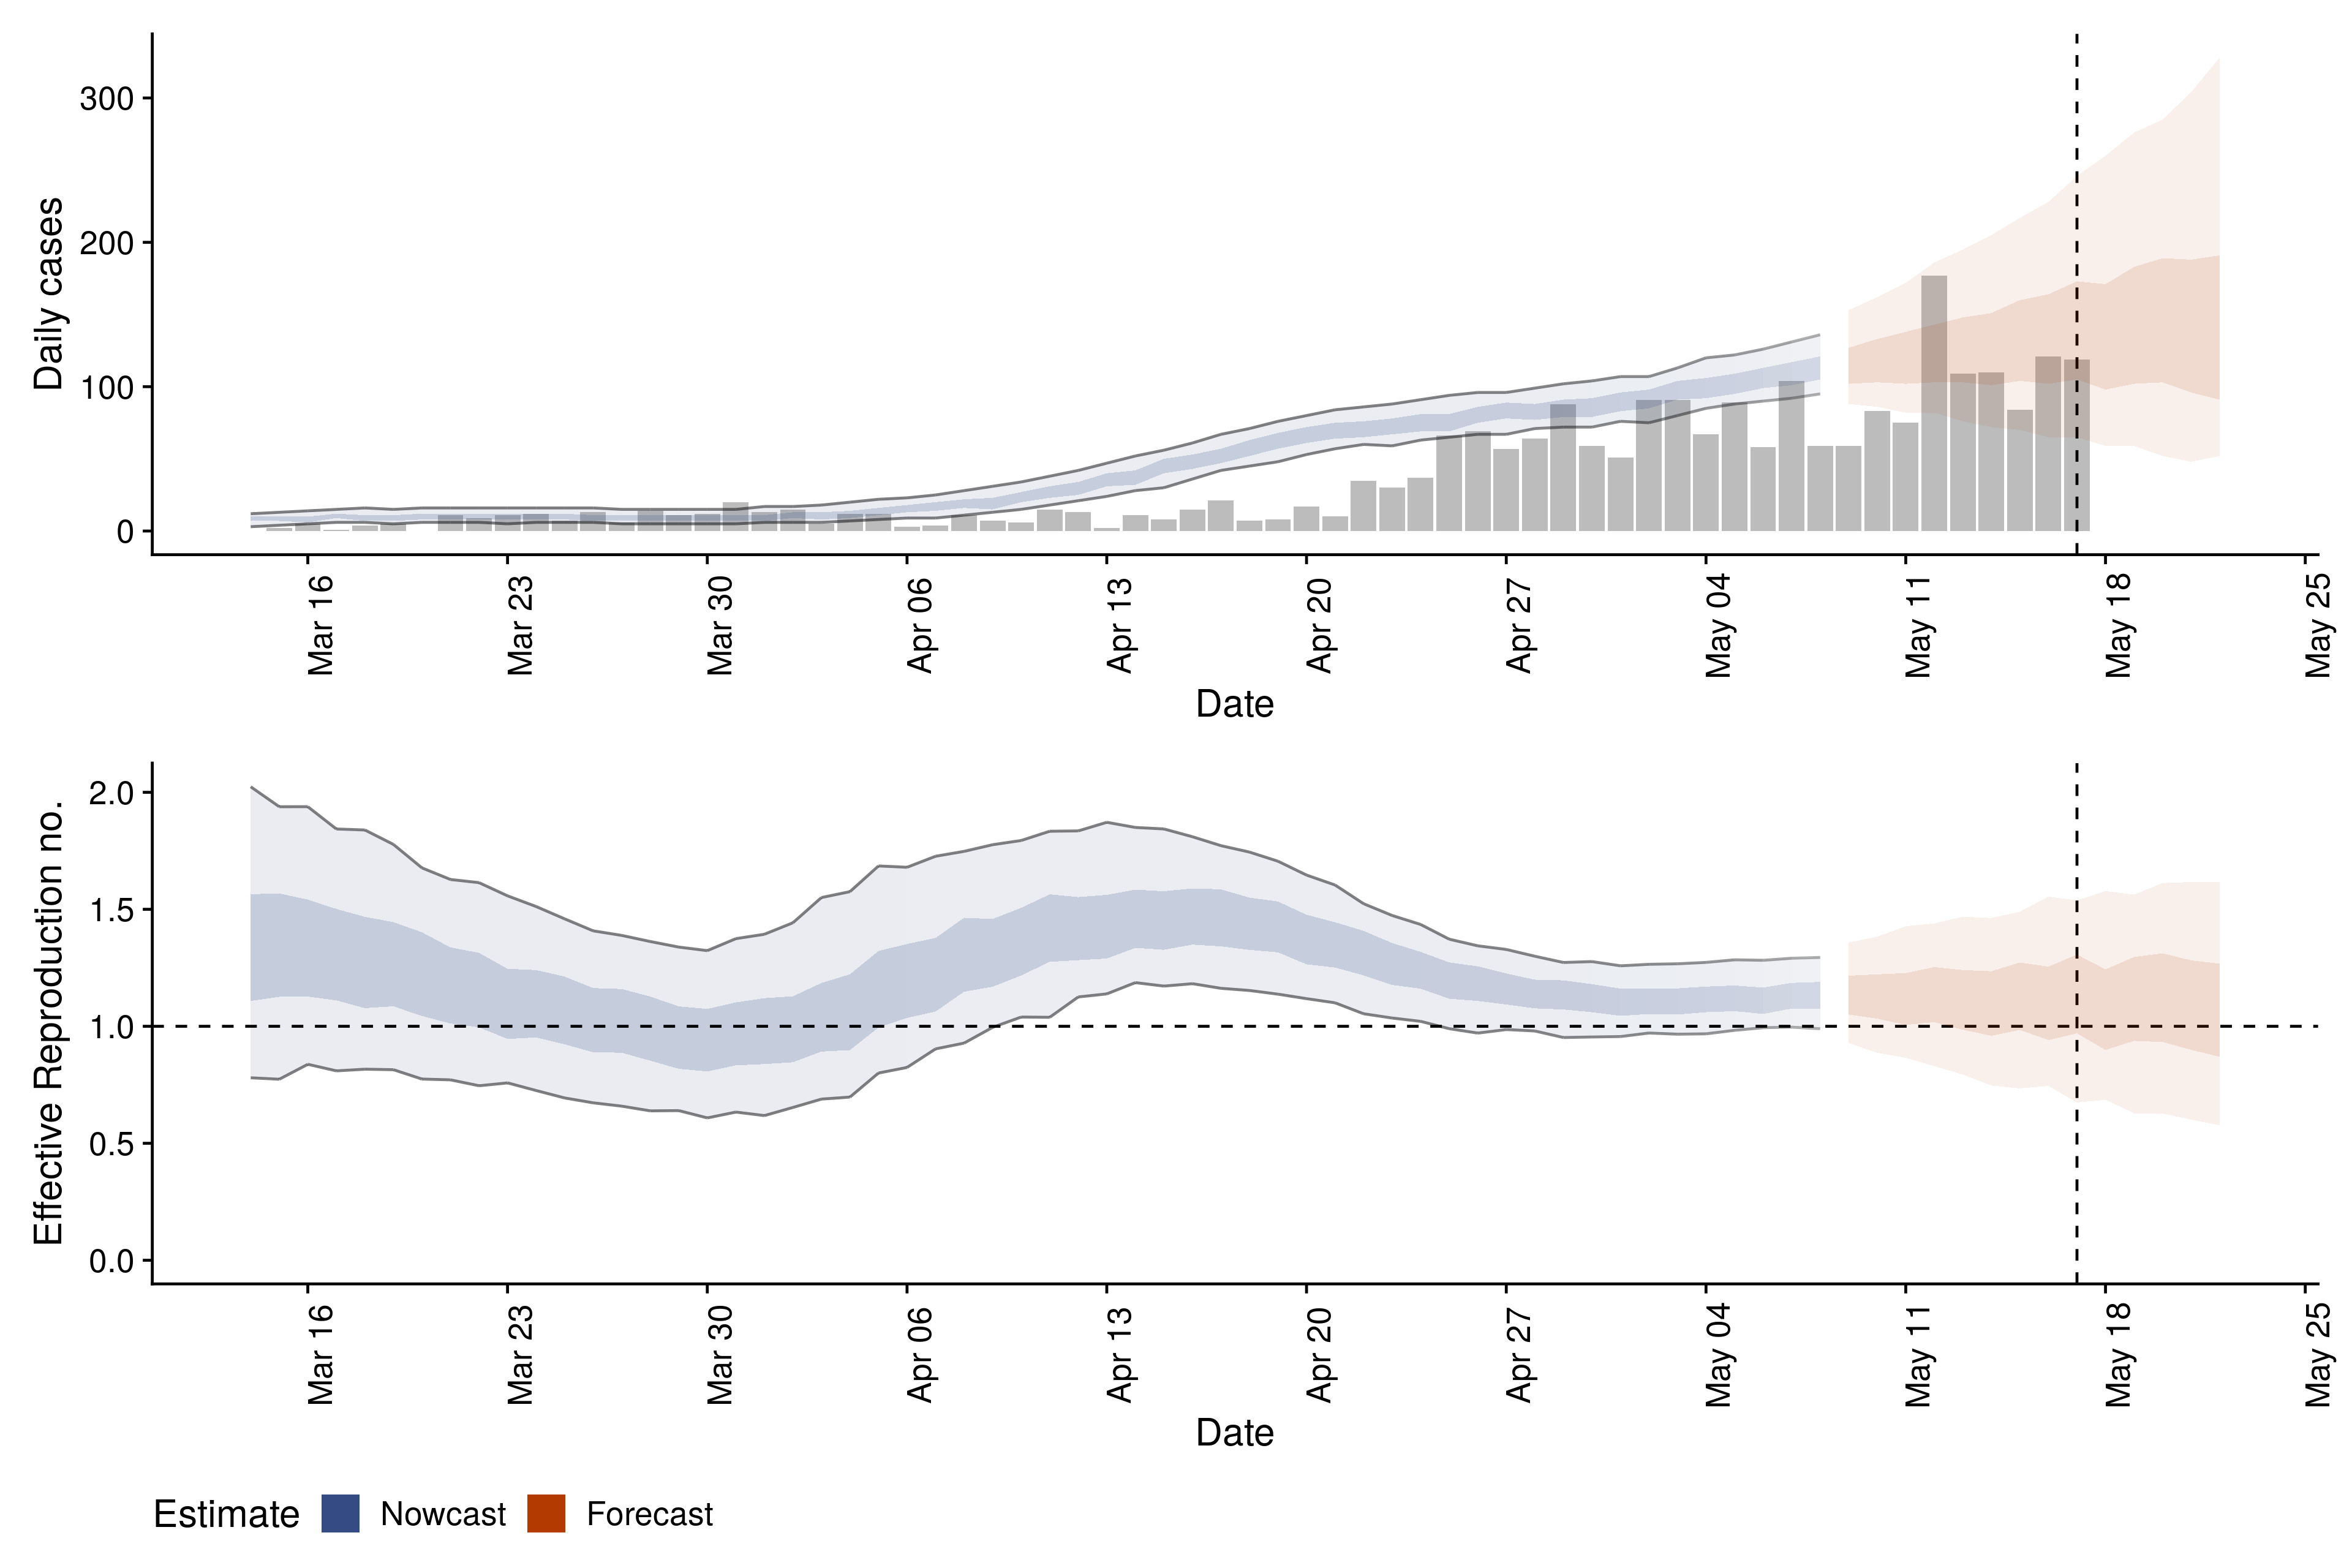 Daily cases
300
200
100
0
Mar 16
Mar 23
Mar 30
Apr 06
Apr 13
Apr 20
Apr 27
May 04
May 11
May 18
May 25
Date
Effective Reproduction no.
2.0
1.5
1.0
0.5
0.0
Mar 16
Mar 23
Mar 30
Apr 06
Apr 13
Apr 20
Apr 27
May 04
May 11
May 18
May 25
Date
Estimate Nowcast Forecast